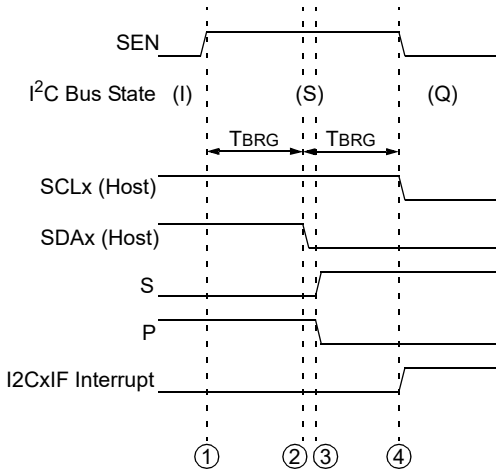 SEN
I²C Bus State (I) (S) (Q)
TBRG TBRG
SCLx (Host)
SDAx (Host)
S
P
I2CxIF Interrupt
① ② ③ ④